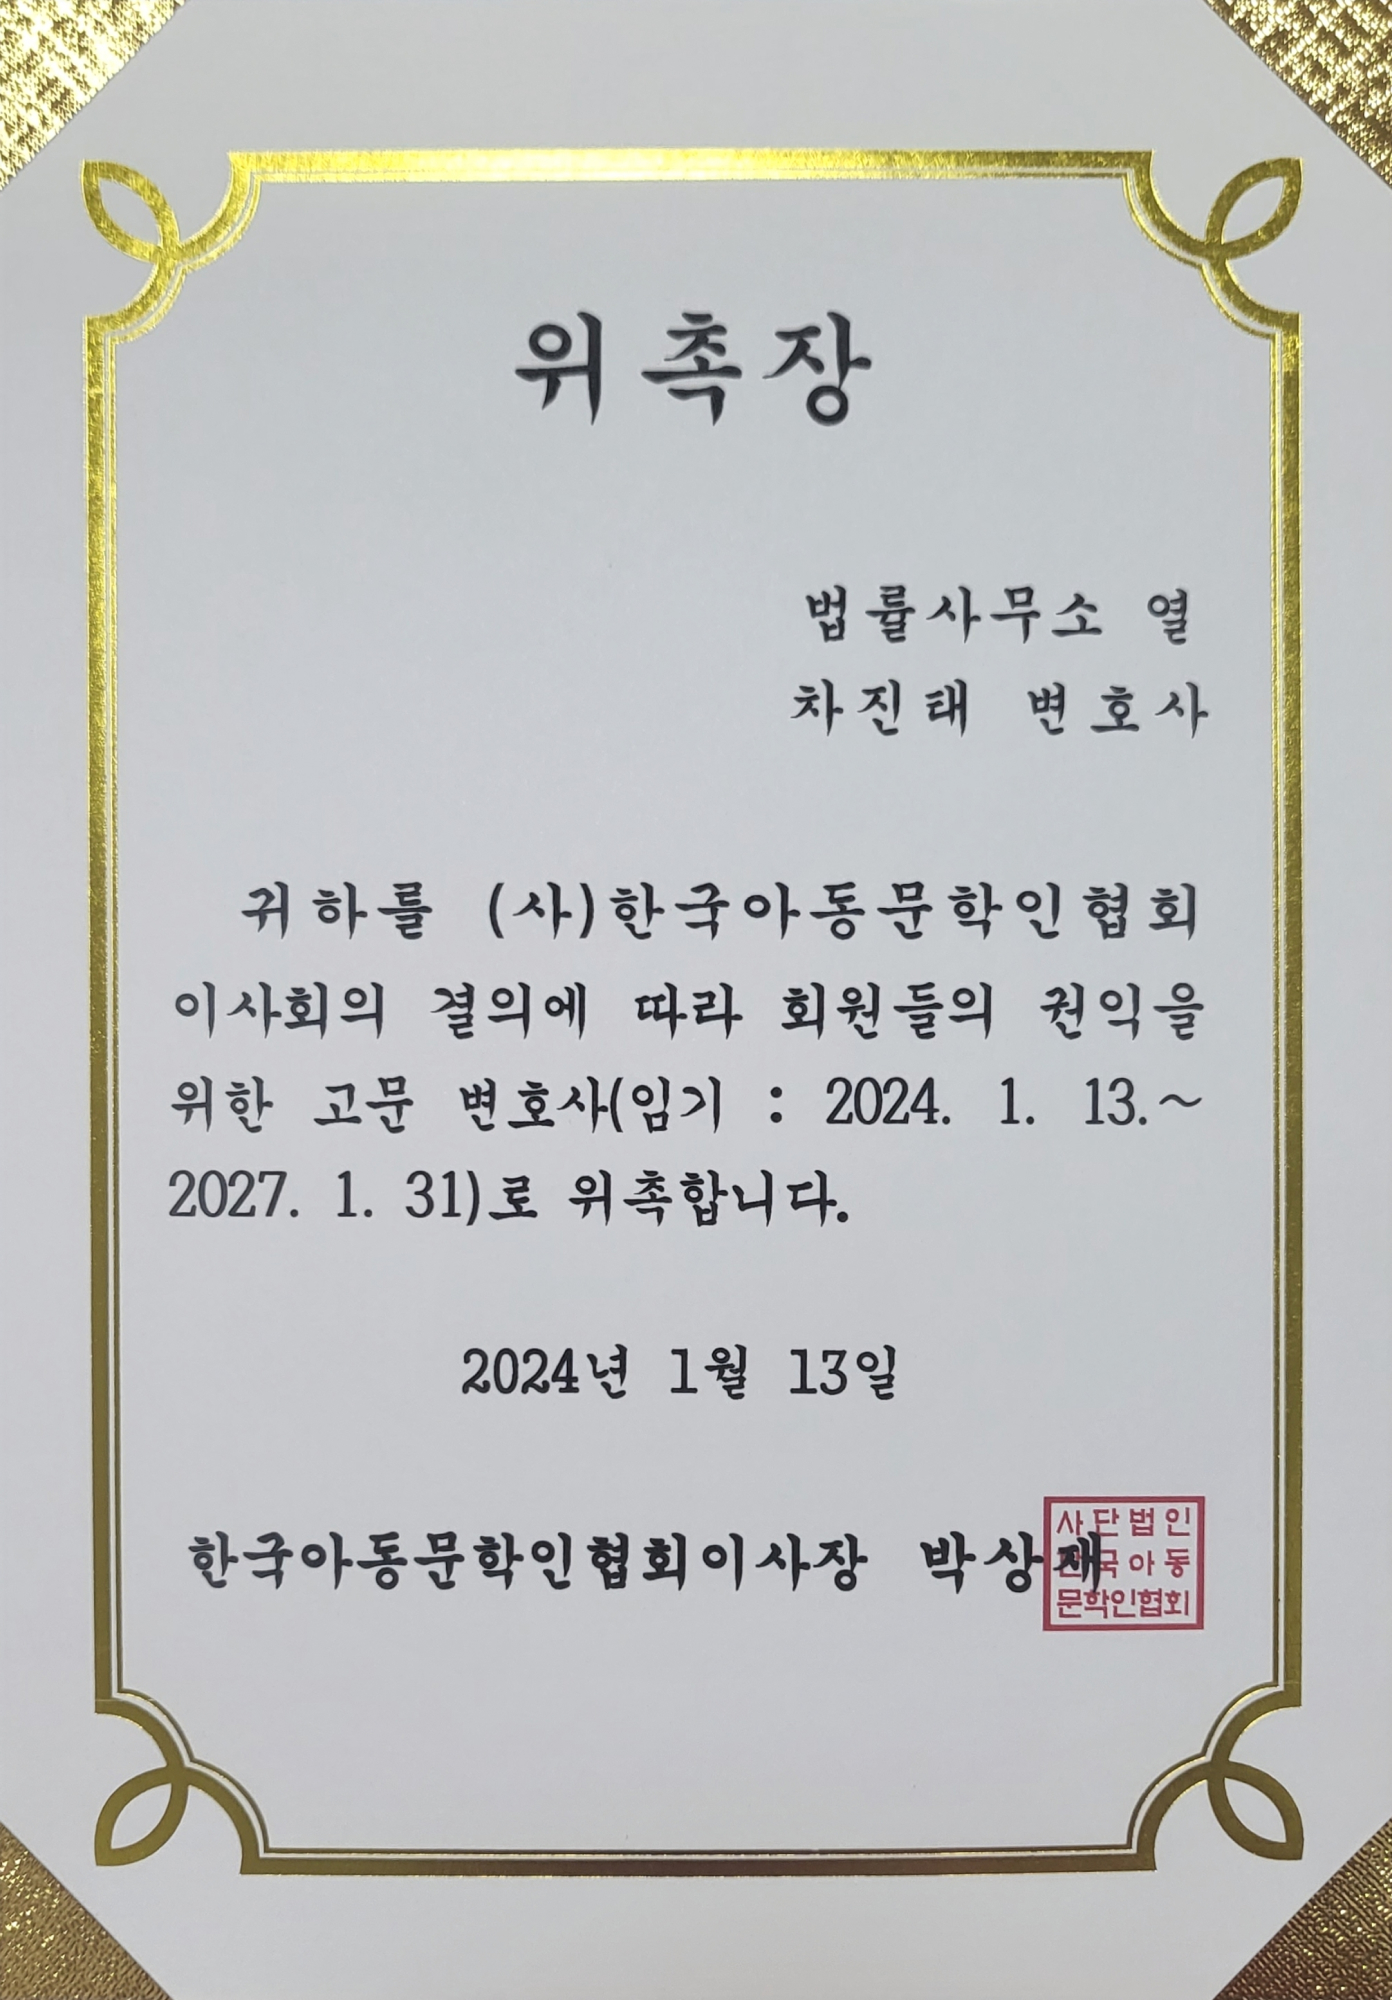 위촉장
법률사무소 열
차진태 변호사
귀하를 (사)한국아동문학인협회
이사회의 결의에 따라 회원들의 권익을
위한 고문 변호사(임기 : 2024. 1. 13.~
2027. 1. 31)로 위촉합니다.
2024년 1월 13일
한국아동문학인협회이사장 박상재
사단법인
한국아동
문학인협회